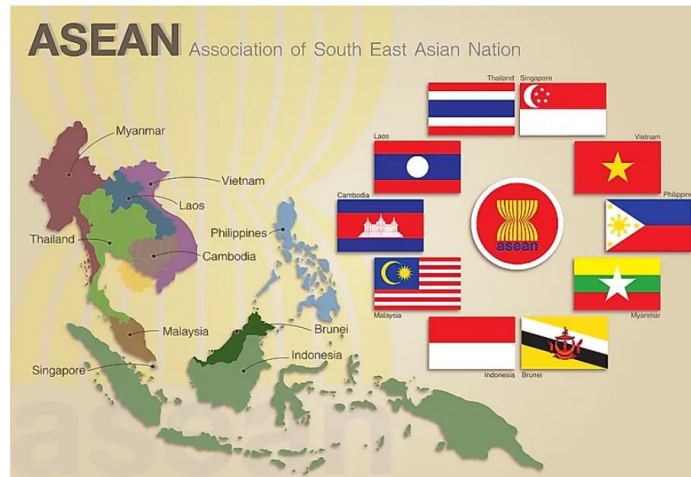 ASEAN Association of South East Asian Nation
Myanmar
Vietnam
Laos
Thailand
Cambodia
Philippines
Malaysia
Brunei
Singapore
Indonesia
Thailand
Singapore
Laos
Vietnam
Cambodia
Philippine
asean
Malaysia
Myanmar
Indonesia
Brunei
asean